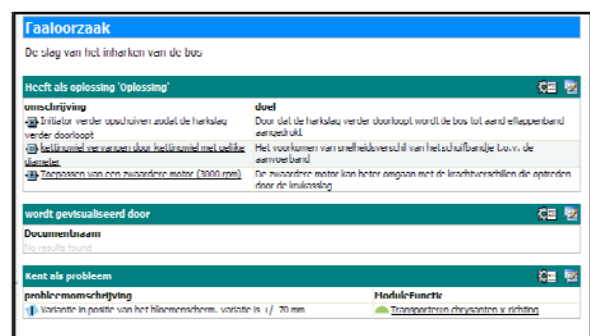 Faaloorzaak
De slag van het inharken van de bos
Heeft als oplossing 'Oplossing'
omschrijving doel
Initiator verder opschuiven zodat de harkslag verder doorloopt
Door dat de harkslag verder doorloopt wordt de bos tot aand eflappenband aangedrukt
kettingwiel vervangen door kettingwiel met gelijke diameter
Het voorkomen van snelheidsverschil van het schuifbandje t.o.v. de aanvoerband
Toepassen van een zwaardere motor (3000 rpm)
De zwaardere motor kan beter omgaan met de krachtverschillen die optreden door de krukasslag
wordt gevisualiseerd door
Documentnaam
No results found
Kent als probleem
probleemomschrijving ModuleFunctie
Variantie in positie van het bloemenscherm. variatie is +/- 70 mm
Transporteren chrysanten x richting